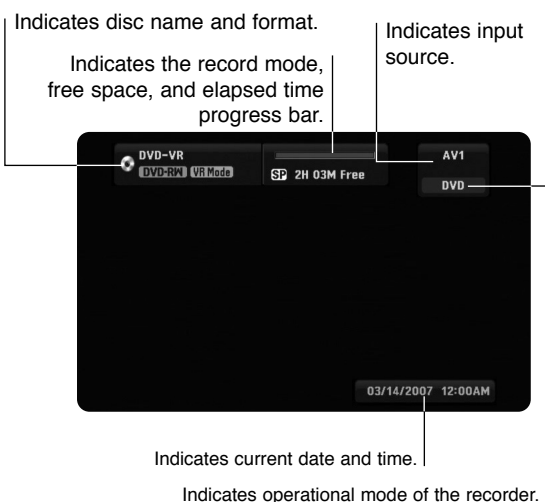 Indicates disc name and format.
Indicates input
source.
Indicates the record mode,
free space, and elapsed time
progress bar.
DVD-VR
DVD-RW VR Mode
SP 2H 03M Free
AV1
DVD
03/14/2007 12:00AM
Indicates current date and time.
Indicates operational mode of the recorder.